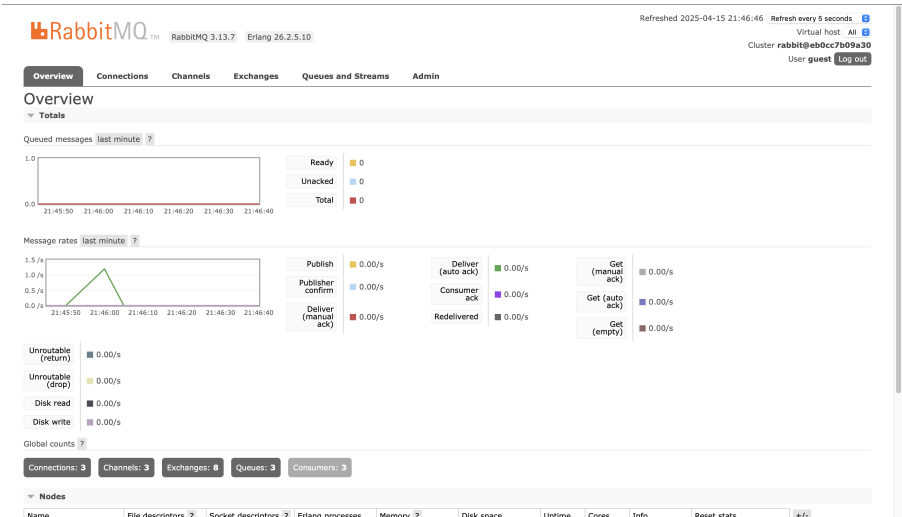 Refreshed 2025-04-15 21:46:46 Refresh every 5 seconds
RabbitMQ TM RabbitMQ 3.13.7 Erlang 26.2.5.10
Virtual host All
Cluster rabbit@eb0cc7b09a30
User guest Log out
Overview Connections Channels Exchanges Queues and Streams Admin
Overview
Totals
Queued messages last minute ?
1.0
0.0
21:45:50 21:46:00 21:46:10 21:46:20 21:46:30 21:46:40
Ready 0
Unacked 0
Total 0
Message rates last minute ?
1.5 /s
1.0 /s
0.5 /s
0.0 /s
21:45:50 21:46:00 21:46:10 21:46:20 21:46:30 21:46:40
Publish 0.00/s
Publisher
confirm 0.00/s
Deliver
(manual
ack) 0.00/s
Deliver
(auto ack) 0.00/s
Consumer
ack 0.00/s
Redelivered 0.00/s
Get
(manual
ack) 0.00/s
Get (auto
ack) 0.00/s
Get
(empty) 0.00/s
Unroutable
(return) 0.00/s
Unroutable
(drop) 0.00/s
Disk read 0.00/s
Disk write 0.00/s
Global counts ?
Connections: 3 Channels: 3 Exchanges: 8 Queues: 3 Consumers: 3
Nodes
Name File descriptors ? Socket descriptors ? Erlang processes Memory ? Disk space Uptime Cores Info Reset stats +/-